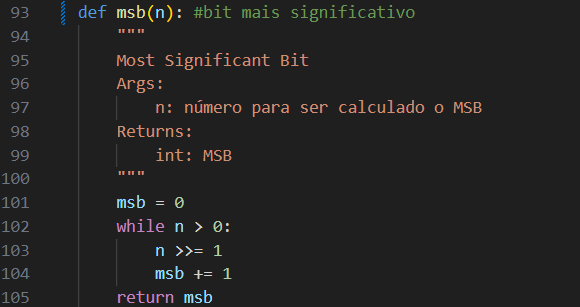 93 def msb(n): #bit mais significativo
94     """
95     Most Significant Bit
96     Args:
97         n: número para ser calculado o MSB
98     Returns:
99         int: MSB
100     """
101     msb = 0
102     while n > 0:
103         n >>= 1
104         msb += 1
105     return msb